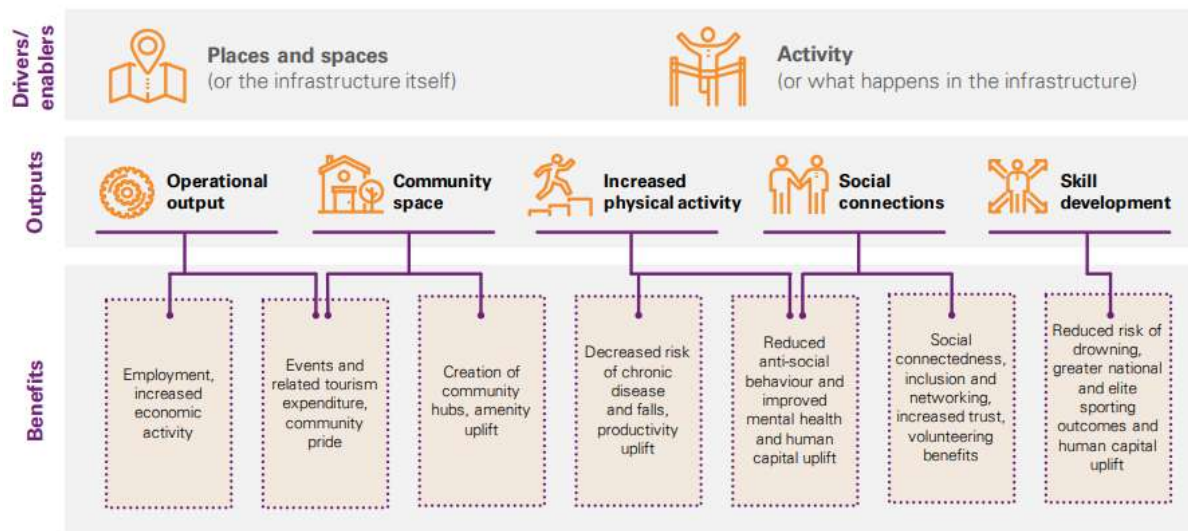 Drivers/
enablers
Places and spaces
(or the infrastructure itself)
Activity
(or what happens in the infrastructure)
Outputs
Operational
output
Community
space
Increased
physical activity
Social
connections
Skill
development
Benefits
Employment,
increased
economic
activity
Events and
related tourism
expenditure,
community
pride
Creation of
community
hubs, amenity
uplift
Decreased risk
of chronic
disease
and falls,
productivity
uplift
Reduced
anti-social
behaviour and
improved
mental health
and human
capital uplift
Social
connectedness,
inclusion and
networking,
increased trust,
volunteering
benefits
Reduced risk of
drowning,
greater national
and elite
sporting
outcomes and
human capital
uplift